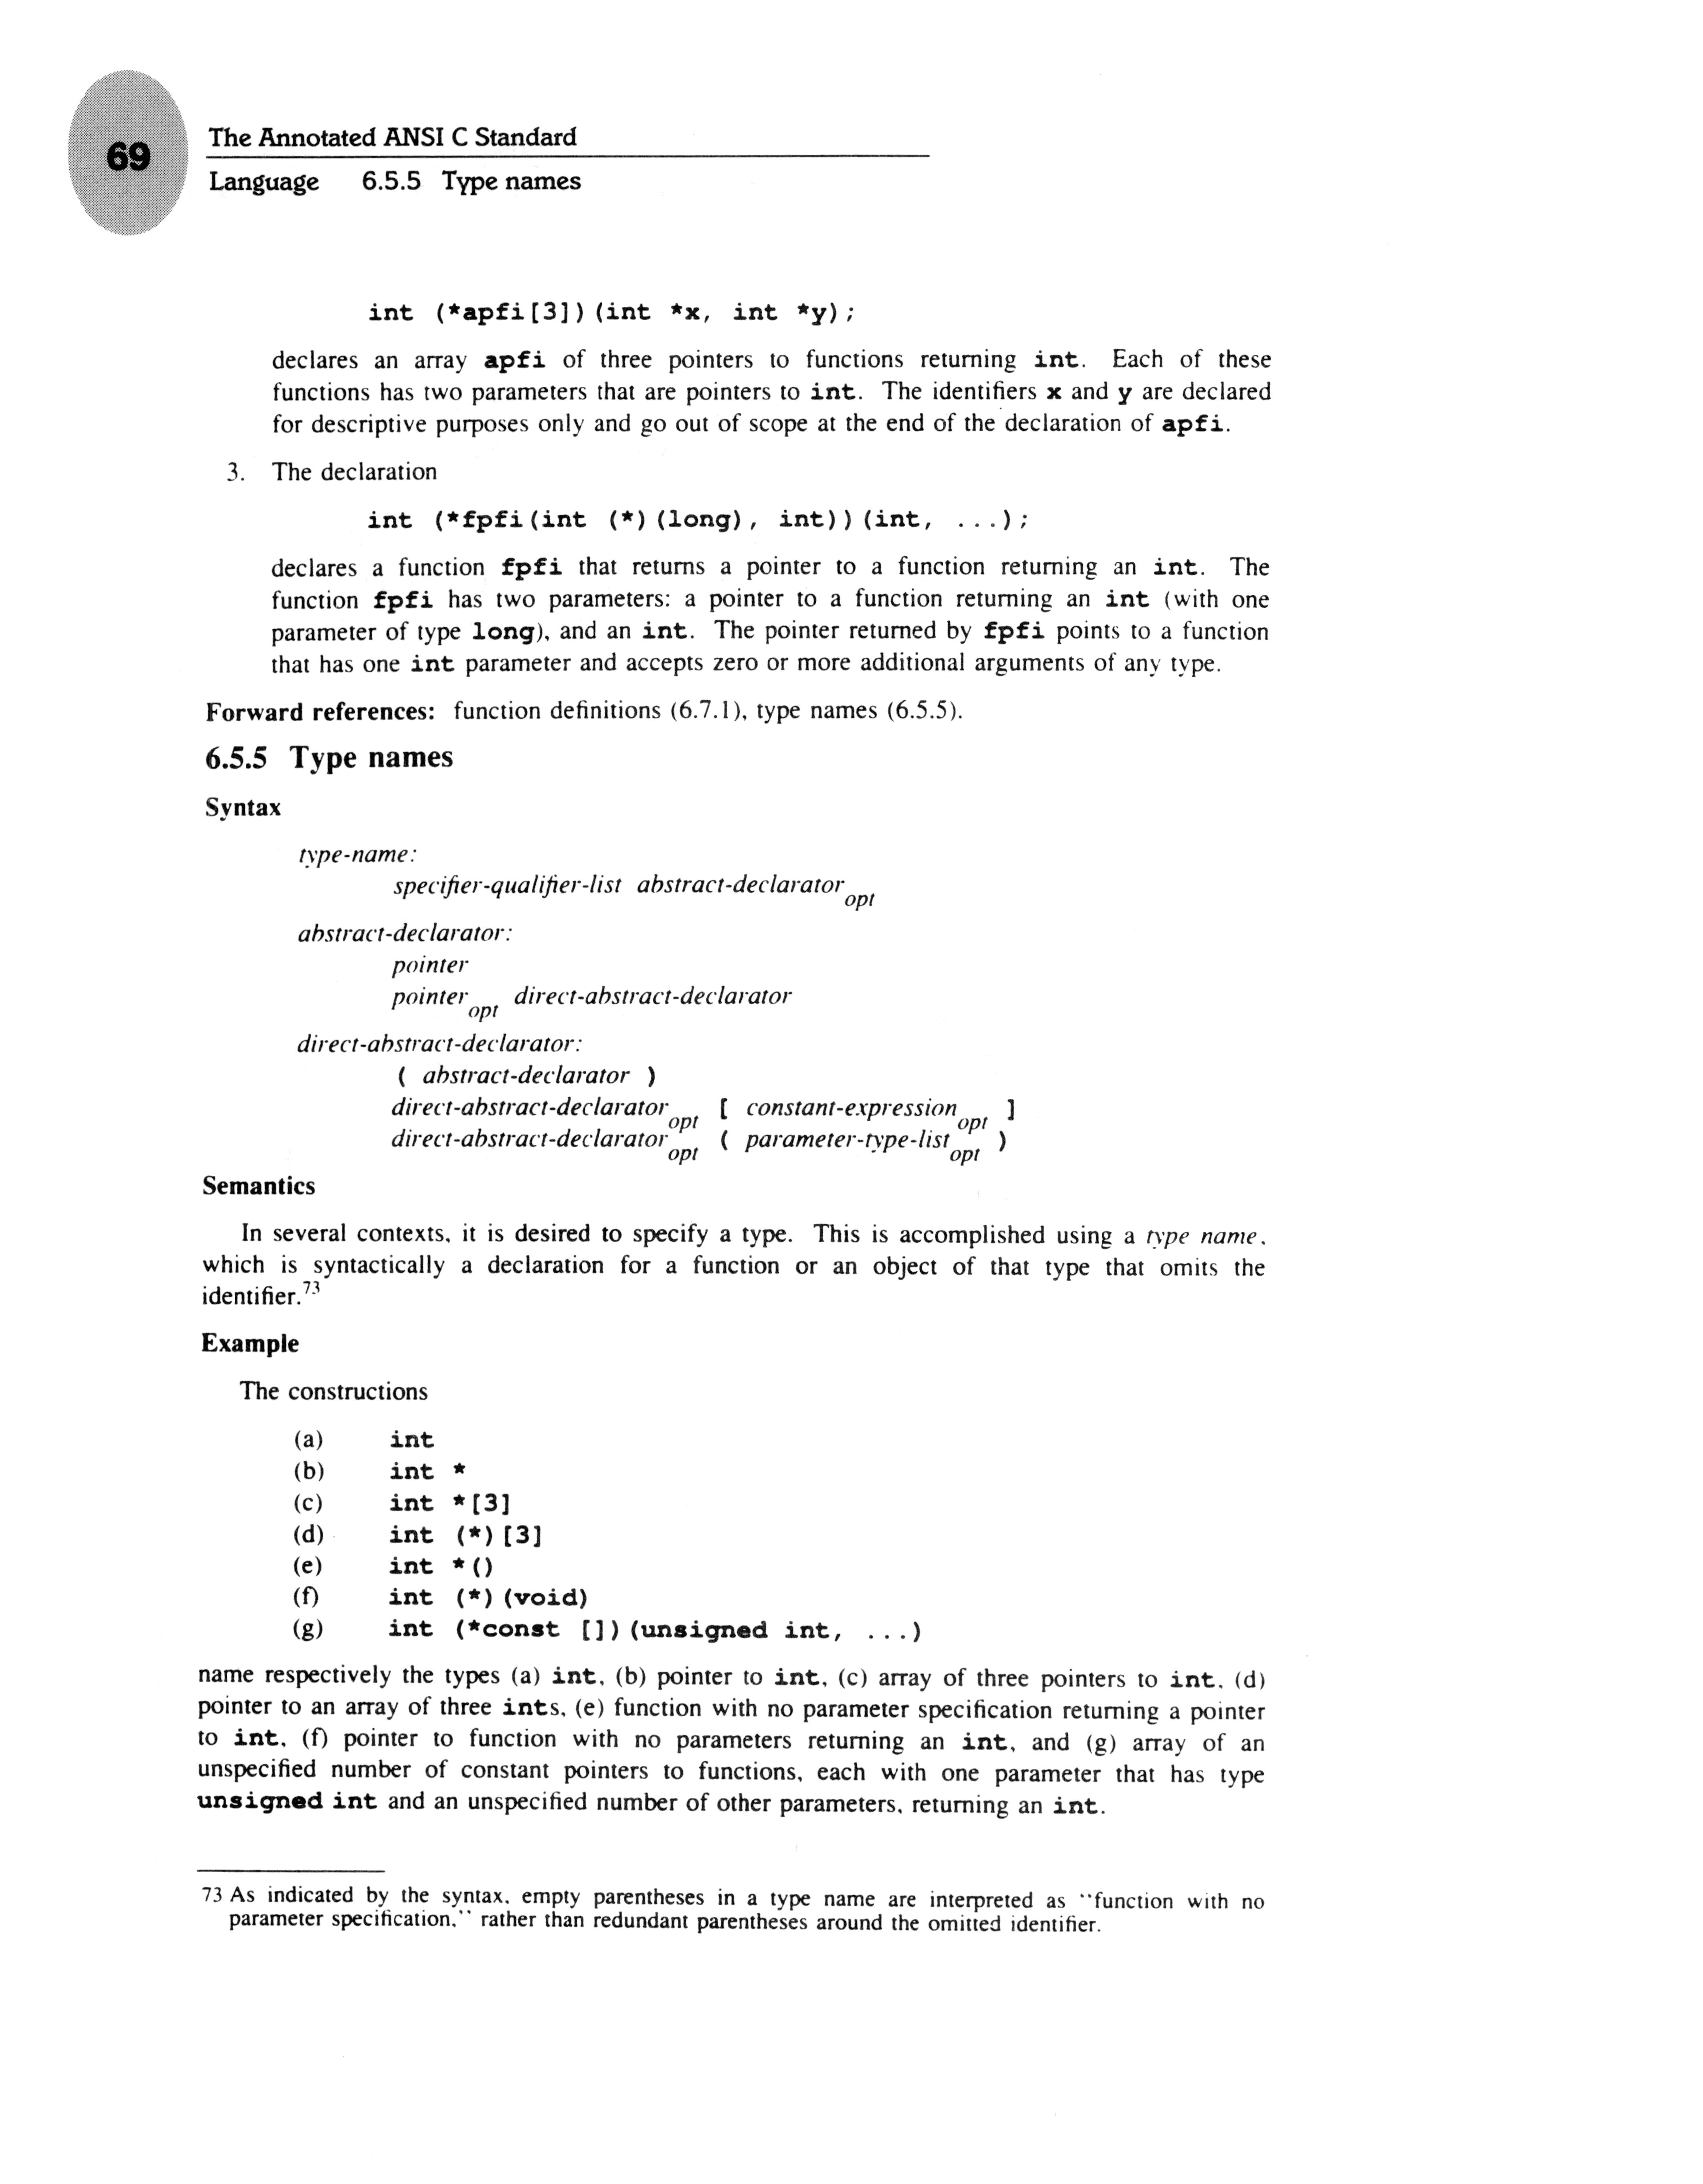 69
The Annotated ANSI C Standard
Language 6.5.5 Type names
int (*apfi[3])(int *x, int *y);
declares an array apfi of three pointers to functions returning int. Each of these
functions has two parameters that are pointers to int. The identifiers x and y are declared
for descriptive purposes only and go out of scope at the end of the declaration of apfi.
3. The declaration
int (*fpfi(int (*)(long), int))(int, ...);
declares a function fpfi that returns a pointer to a function returning an int. The
function fpfi has two parameters: a pointer to a function returning an int (with one
parameter of type long), and an int. The pointer returned by fpfi points to a function
that has one int parameter and accepts zero or more additional arguments of any type.
Forward references: function definitions (6.7.1), type names (6.5.5).
6.5.5 Type names
Syntax
type-name:
specifier-qualifier-list abstract-declarator opt
abstract-declarator:
pointer
pointer opt direct-abstract-declarator
direct-abstract-declarator:
( abstract-declarator )
direct-abstract-declarator opt [ constant-expression opt ]
direct-abstract-declarator opt ( parameter-type-list opt )
Semantics
In several contexts, it is desired to specify a type. This is accomplished using a type name,
which is syntactically a declaration for a function or an object of that type that omits the
identifier.73
Example
The constructions
(a) int
(b) int *
(c) int *[3]
(d) int (*)[3]
(e) int *()
(f) int (*)(void)
(g) int (*const [])(unsigned int, ...)
name respectively the types (a) int, (b) pointer to int, (c) array of three pointers to int, (d)
pointer to an array of three ints, (e) function with no parameter specification returning a pointer
to int, (f) pointer to function with no parameters returning an int, and (g) array of an
unspecified number of constant pointers to functions, each with one parameter that has type
unsigned int and an unspecified number of other parameters, returning an int.
73 As indicated by the syntax, empty parentheses in a type name are interpreted as ``function with no
parameter specification,'' rather than redundant parentheses around the omitted identifier.